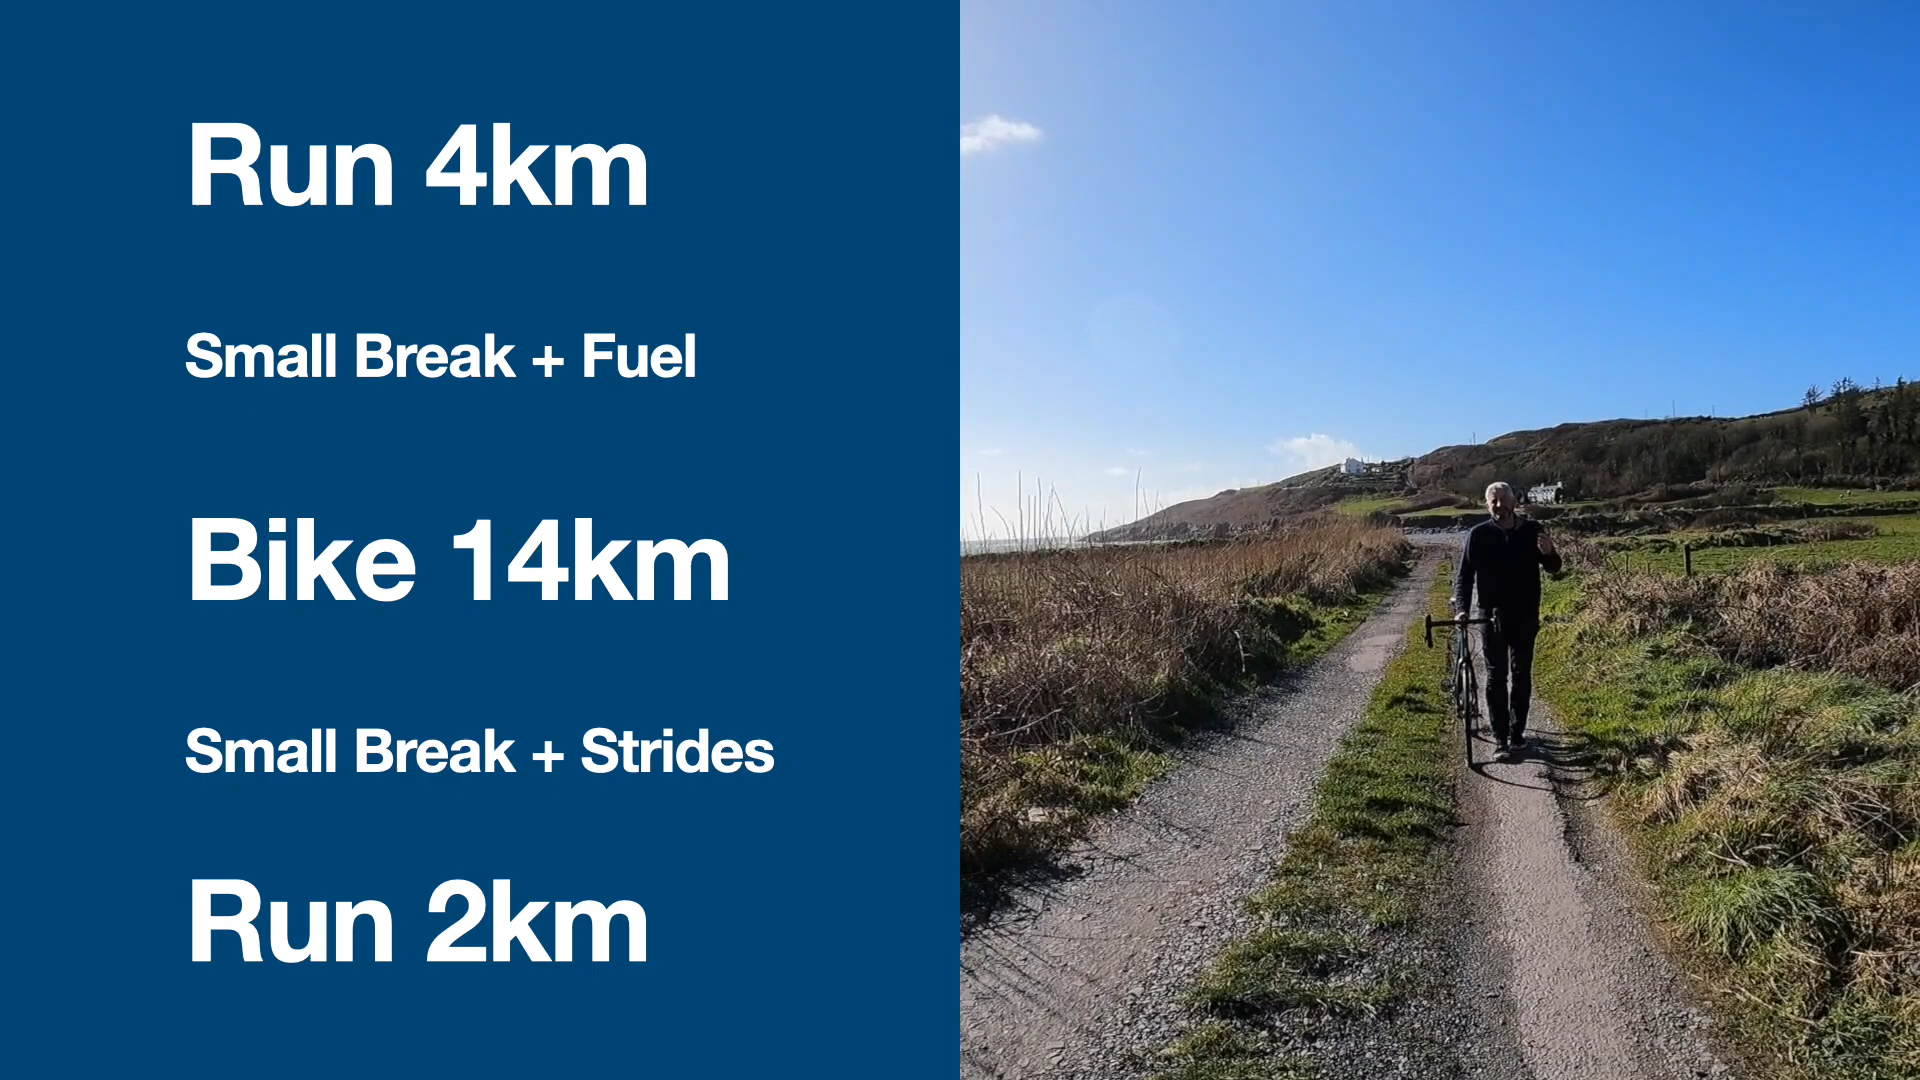 Run 4km
Small Break + Fuel
Bike 14km
Small Break + Strides
Run 2km